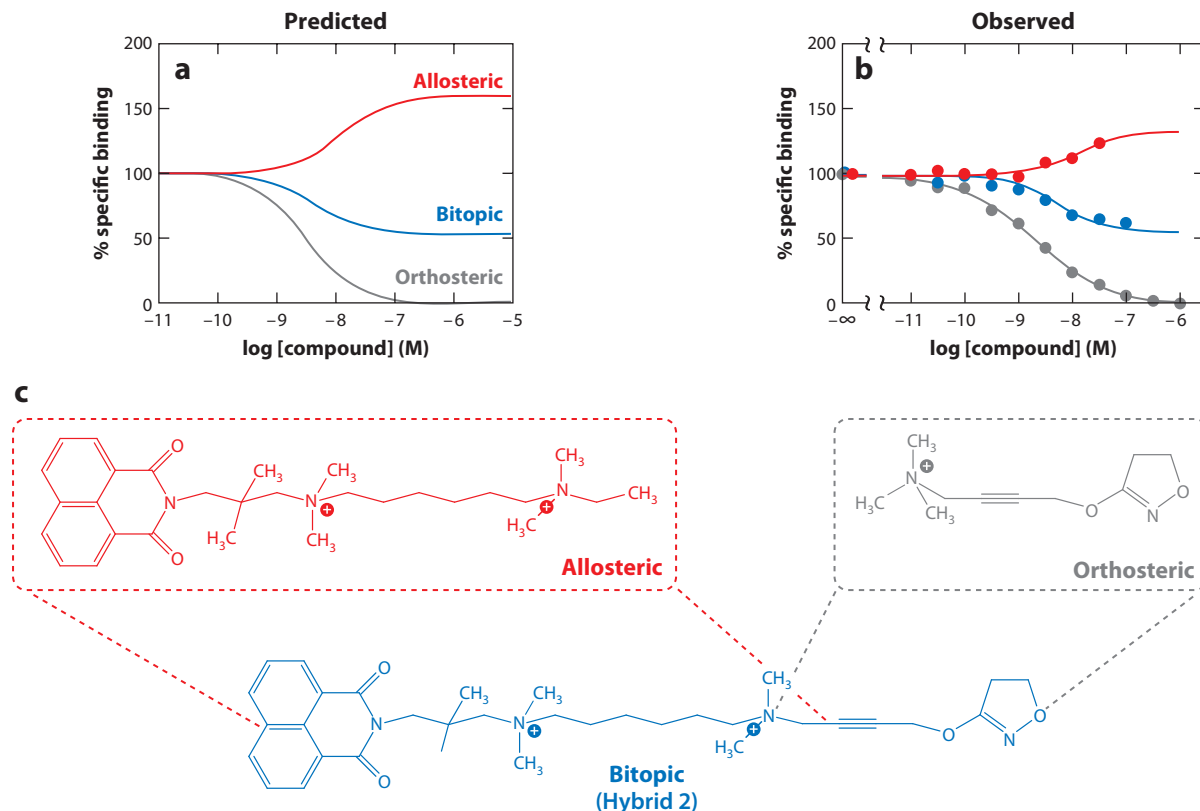 Predicted
a
200
150
100
50
0
% specific binding
Allosteric
Bitopic
Orthosteric
−11 −10 −9 −8 −7 −6 −5
log [compound] (M)
Observed
b
200
150
100
50
0
% specific binding
−∞ −11 −10 −9 −8 −7 −6
log [compound] (M)
c
O
N
O
CH₃
H₃C
CH₃
N
+
CH₃
CH₃
N
+
H₃C
CH₃
Allosteric
CH₃
+
N
H₃C
CH₃
O
N
O
Orthosteric
O
N
O
CH₃
CH₃
N
+
CH₃
CH₃
N
+
H₃C
O
N
O
Bitopic
(Hybrid 2)